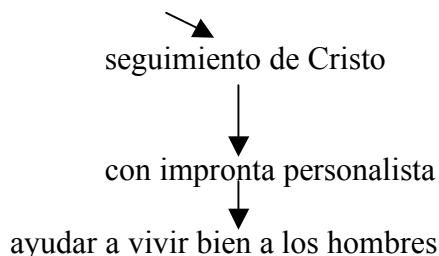 seguimiento de Cristo
con impronta personalista
ayudar a vivir bien a los hombres